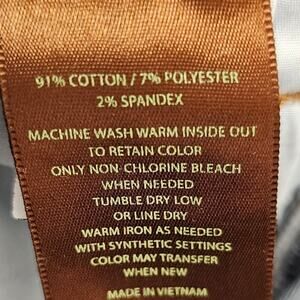 91% COTTON / 7% POLYESTER
2% SPANDEX
MACHINE WASH WARM INSIDE OUT
TO RETAIN COLOR
ONLY NON-CHLORINE BLEACH
WHEN NEEDED
TUMBLE DRY LOW
OR LINE DRY
WARM IRON AS NEEDED
WITH SYNTHETIC SETTINGS
COLOR MAY TRANSFER
WHEN NEW
MADE IN VIETNAM